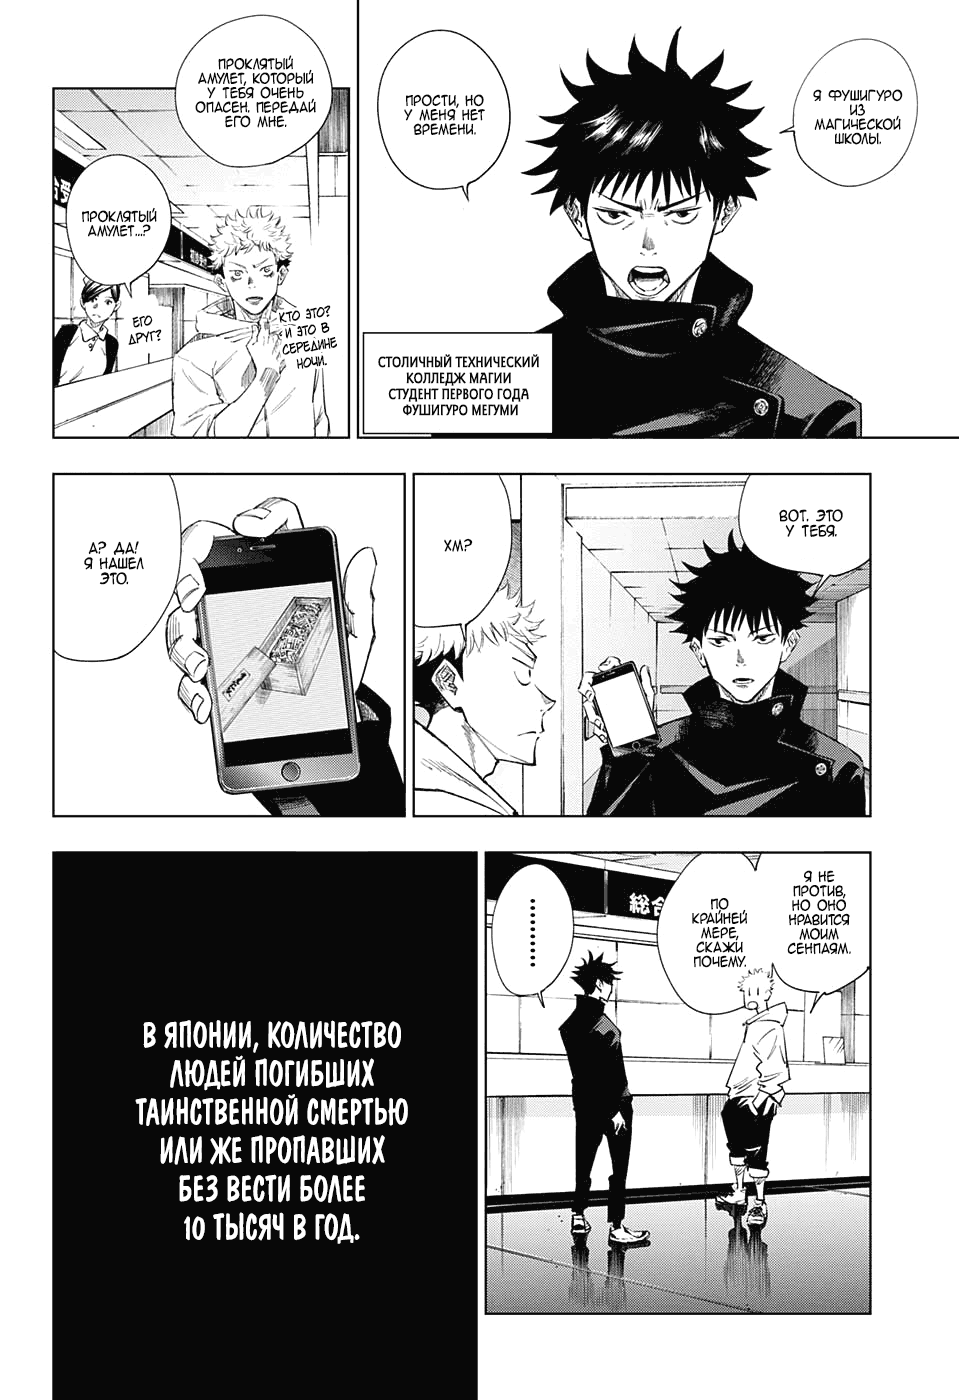 Я ФУШИГУРО
ИЗ
МАГИЧЕСКОЙ
ШКОЛЫ.
ПРОСТИ, НО
У МЕНЯ НЕТ
ВРЕМЕНИ.
СТОЛИЧНЫЙ ТЕХНИЧЕСКИЙ
КОЛЛЕДЖ МАГИИ
СТУДЕНТ ПЕРВОГО ГОДА
ФУШИГУРО МЕГУМИ
ПРОКЛЯТЫЙ
АМУЛЕТ, КОТОРЫЙ
У ТЕБЯ ОЧЕНЬ
ОПАСЕН. ПЕРЕДАЙ
ЕГО МНЕ.
ПРОКЛЯТЫЙ
АМУЛЕТ...?
КТО ЭТО?
И ЭТО В
СЕРЕДИНЕ
НОЧИ.
ЕГО
ДРУГ?
ВОТ. ЭТО
У ТЕБЯ.
ХМ?
А? ДА!
Я НАШЕЛ
ЭТО.
Я НЕ
ПРОТИВ,
НО ОНО
НРАВИТСЯ
МОИМ
СЕНПАЯМ.
ПО
КРАЙНЕЙ
МЕРЕ,
СКАЖИ
ПОЧЕМУ.
.........
総合
В ЯПОНИИ, КОЛИЧЕСТВО
ЛЮДЕЙ ПОГИБШИХ
ТАИНСТВЕННОЙ СМЕРТЬЮ
ИЛИ ЖЕ ПРОПАВШИХ
БЕЗ ВЕСТИ БОЛЕЕ
10 ТЫСЯЧ В ГОД.